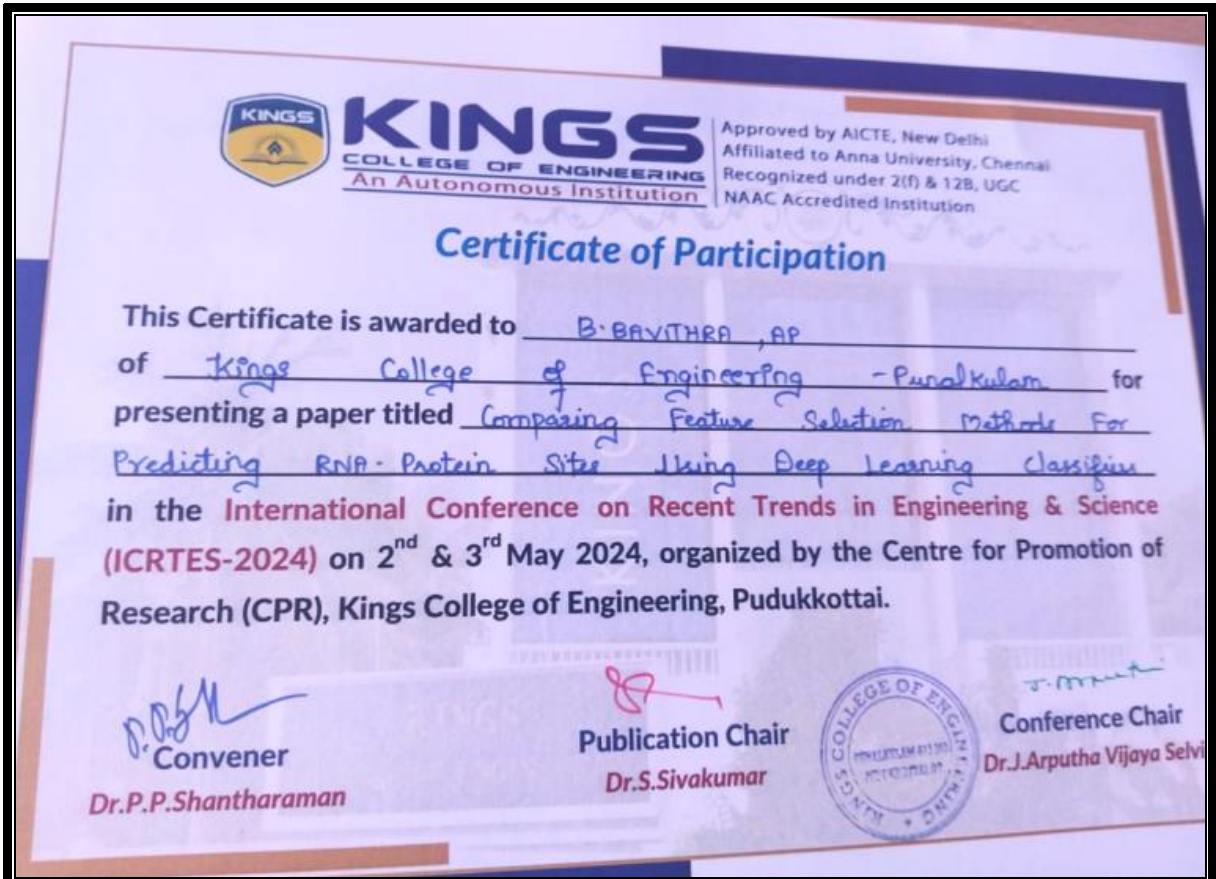 KINGS
KINGS
COLLEGE OF ENGINEERING
An Autonomous Institution
Approved by AICTE, New Delhi
Affiliated to Anna University, Chennai
Recognized under 2(f) & 12B, UGC
NAAC Accredited Institution
Certificate of Participation
This Certificate is awarded to B. BAVITHRA, AP
of Kings College of Engineering - Punalkulam for
presenting a paper titled Comparing Feature Selection Methods For
Predicting RNA-Protein Sites Using Deep Learning Classifier
in the International Conference on Recent Trends in Engineering & Science
(ICRTES-2024) on 2nd & 3rd May 2024, organized by the Centre for Promotion of
Research (CPR), Kings College of Engineering, Pudukkottai.
Convener
Dr.P.P.Shantharaman
Publication Chair
Dr.S.Sivakumar
KINGS COLLEGE OF ENGINEERING
Conference Chair
Dr.J.Arputha Vijaya Selvi